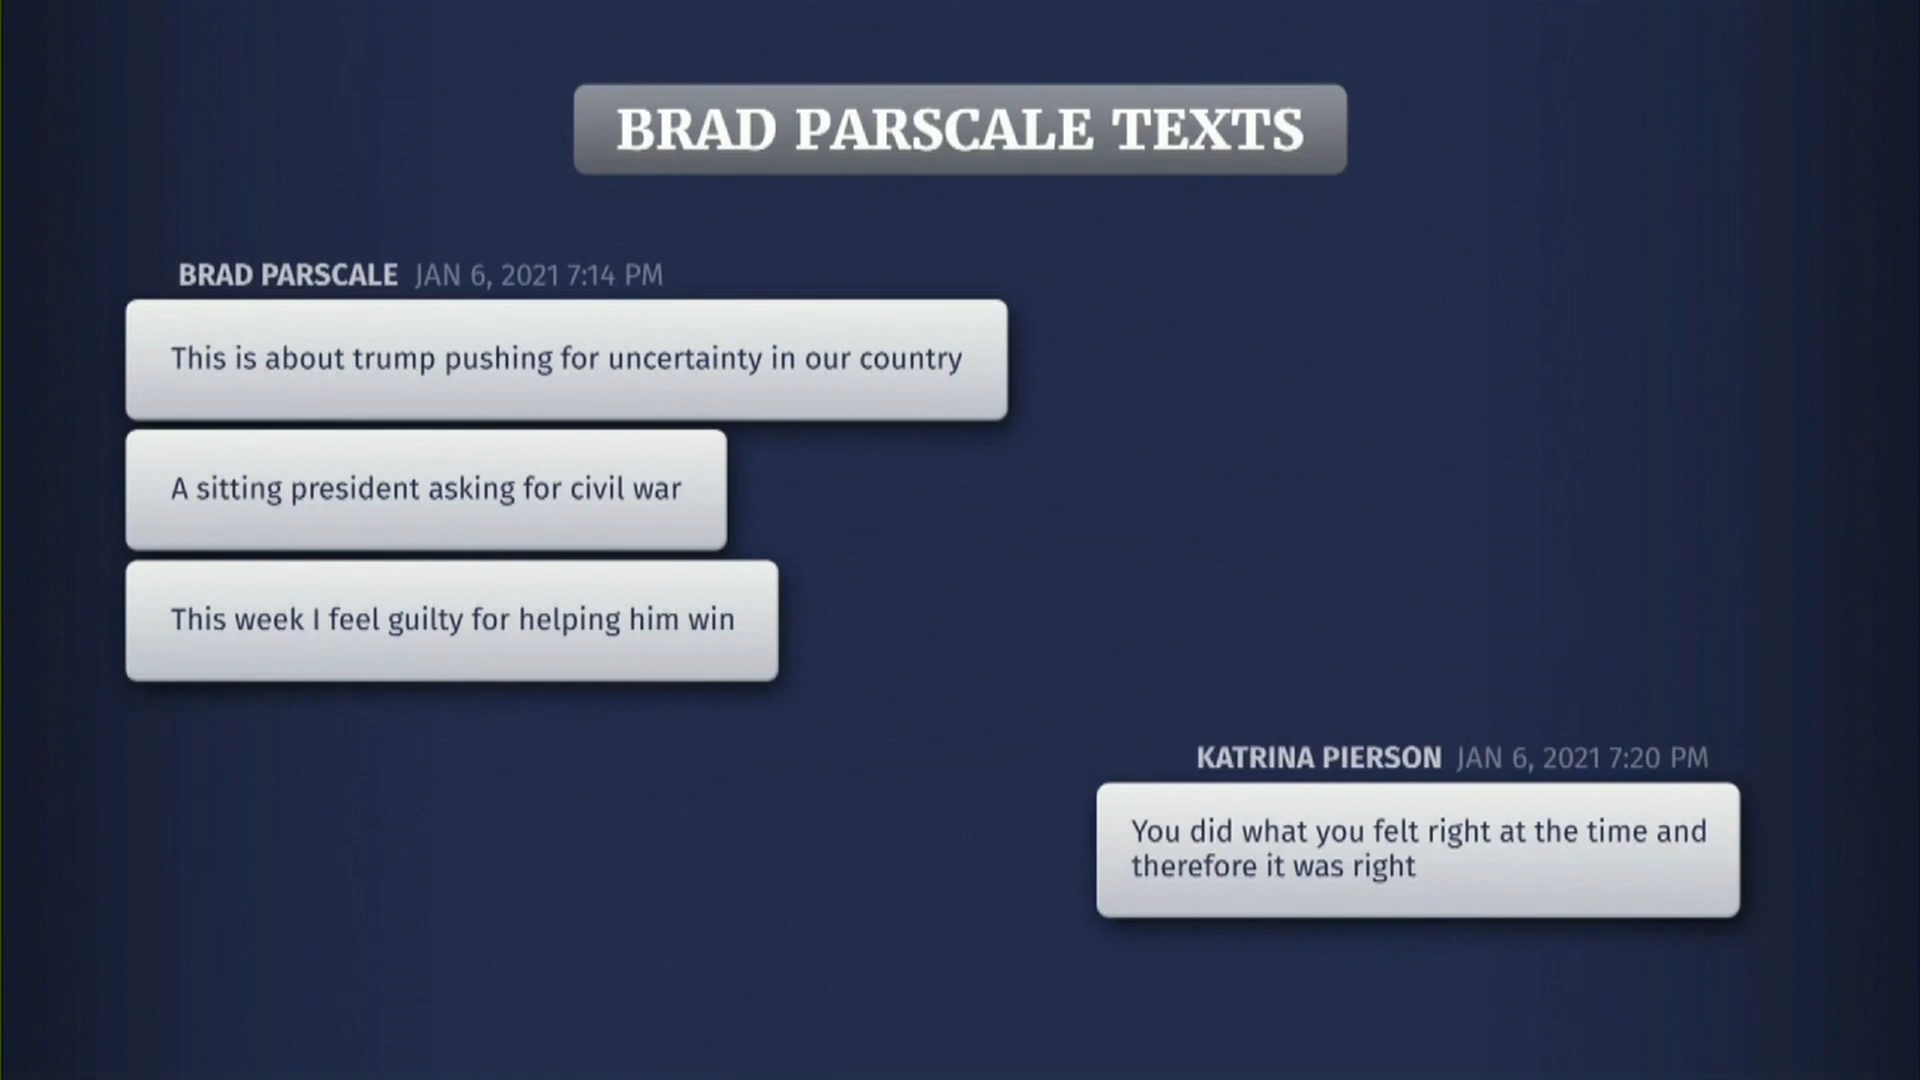 BRAD PARSCALE TEXTS
BRAD PARSCALE JAN 6, 2021 7:14 PM
This is about trump pushing for uncertainty in our country
A sitting president asking for civil war
This week I feel guilty for helping him win
KATRINA PIERSON JAN 6, 2021 7:20 PM
You did what you felt right at the time and
therefore it was right